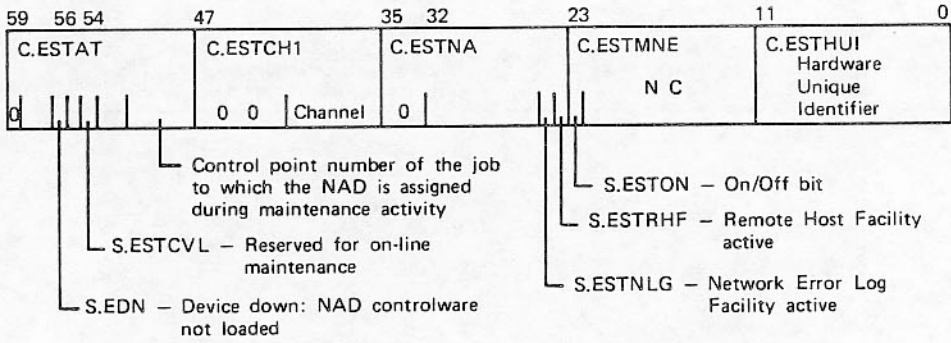 59 56 54 47 35 32 23 11 0
C.ESTAT C.ESTCH1 C.ESTNA C.ESTMNE C.ESTHUI
Hardware
Unique
Identifier
N C
0 0 0 Channel 0
Control point number of the job
to which the NAD is assigned
during maintenance activity
S.ESTCVL – Reserved for on-line
maintenance
S.EDN – Device down: NAD controlware
not loaded
S.ESTON – On/Off bit
S.ESTRHF – Remote Host Facility
active
S.ESTNLG – Network Error Log
Facility active